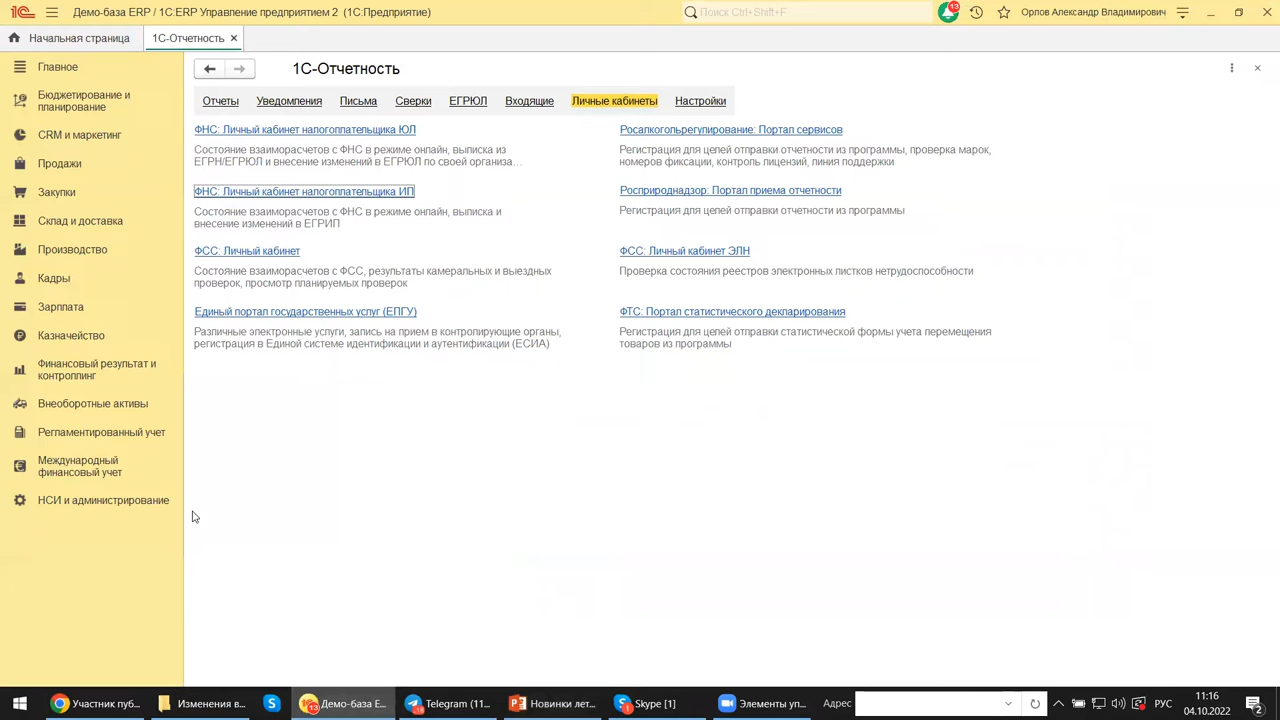 Демо-база ERP / 1С:ERP Управление предприятием 2 (1С:Предприятие)
Поиск Ctrl+Shift+F
13
Орлов Александр Владимирович
Начальная страница
1С-Отчетность
Главное
Бюджетирование и
планирование
CRM и маркетинг
Продажи
Закупки
Склад и доставка
Производство
Кадры
Зарплата
Казначейство
Финансовый результат и
контроллинг
Внеоборотные активы
Регламентированный учет
Международный
финансовый учет
НСИ и администрирование
1С-Отчетность
Отчеты
Уведомления
Письма
Сверки
ЕГРЮЛ
Входящие
Личные кабинеты
Настройки
ФНС: Личный кабинет налогоплательщика ЮЛ
Состояние взаиморасчетов с ФНС в режиме онлайн, выписка из
ЕГРН/ЕГРЮЛ и внесение изменений в ЕГРЮЛ по своей организа...
ФНС: Личный кабинет налогоплательщика ИП
Состояние взаиморасчетов с ФНС в режиме онлайн, выписка и
внесение изменений в ЕГРИП
ФСС: Личный кабинет
Состояние взаиморасчетов с ФСС, результаты камеральных и выездных
проверок, просмотр планируемых проверок
Единый портал государственных услуг (ЕПГУ)
Различные электронные услуги, запись на прием в контролирующие органы,
регистрация в Единой системе идентификации и аутентификации (ЕСИА)
Росалкогольрегулирование: Портал сервисов
Регистрация для целей отправки отчетности из программы, проверка марок,
номеров фиксации, контроль лицензий, линия поддержки
Росприроднадзор: Портал приема отчетности
Регистрация для целей отправки отчетности из программы
ФСС: Личный кабинет ЭЛН
Проверка состояния реестров электронных листков нетрудоспособности
ФТС: Портал статистического декларирования
Регистрация для целей отправки статистической формы учета перемещения
товаров из программы
Участник пуб...
Изменения в...
13
Демо-база E...
Telegram (11...
Новинки лет...
Skype [1]
Элементы уп...
Адрес
РУС
11:16
04.10.2022
2